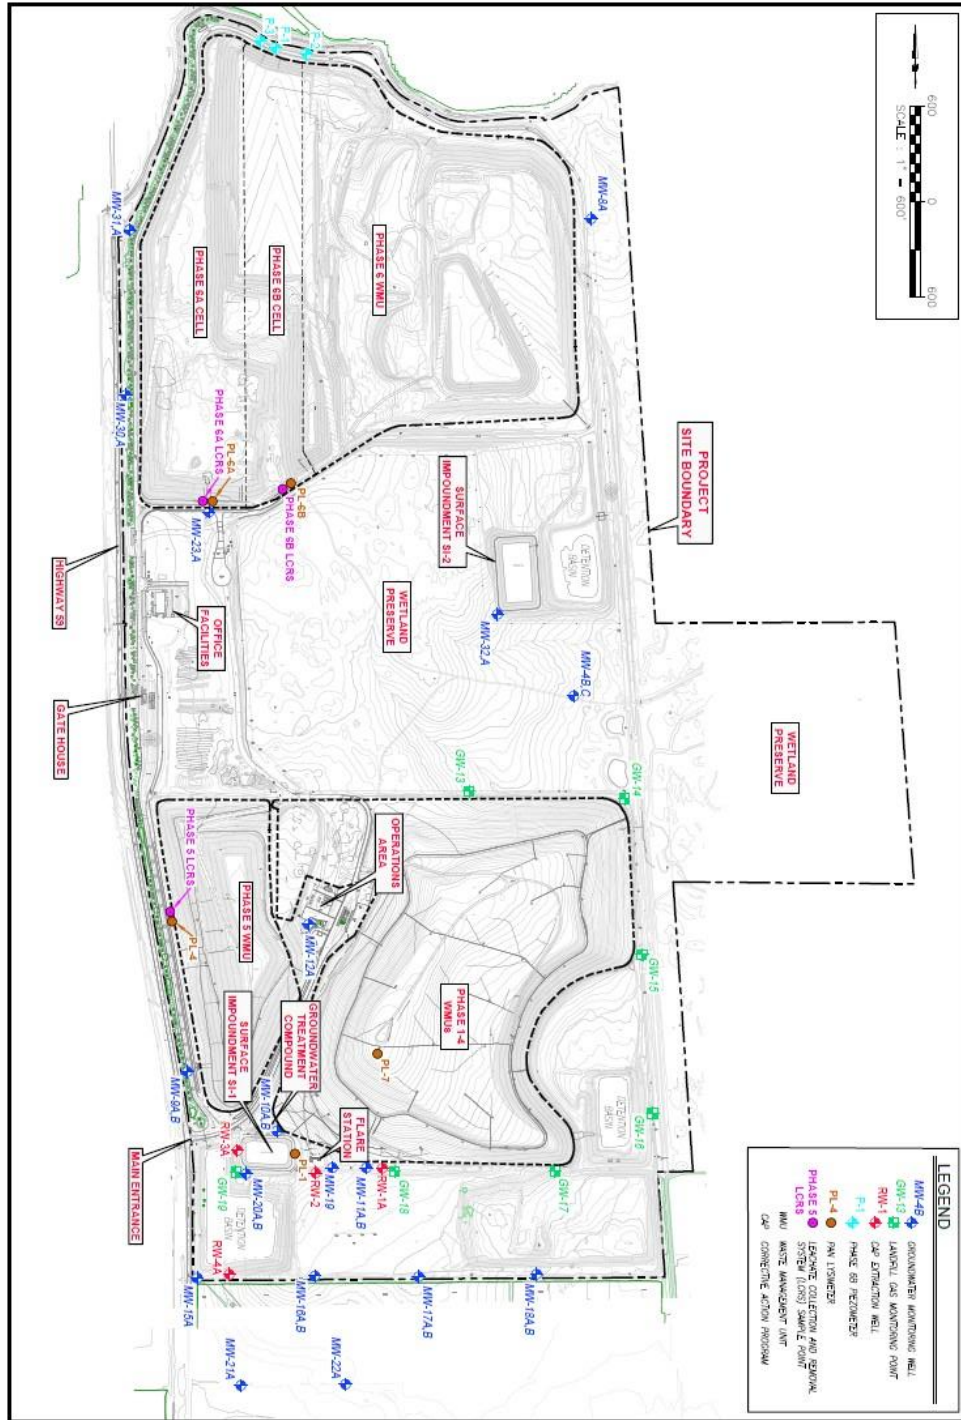 600
0
600
SCALE : 1" = 600'
P-3
P-1
P-2
MW-8A
MW-31,A
PHASE 6A CELL
PHASE 6B CELL
PHASE 6 WMU
MW-30,A
PHASE 6A LCRS
PL-6A
MW-23,A
PL-6B
PHASE 6B LCRS
SURFACE
IMPOUNDMENT SI-2
PROJECT
SITE BOUNDARY
DETENTION
BASIN
HIGHWAY 59
OFFICE
FACILITIES
WETLAND
PRESERVE
MW-32,A
MW-4B,C
GATE HOUSE
WETLAND
PRESERVE
GW-13
GW-14
PHASE 5 LCRS
PL-4
PHASE 5 WMU
OPERATIONS
AREA
MW-12A
PHASE 1-4
WMUs
GW-15
GROUNDWATER
TREATMENT
COMPOUND
SURFACE
IMPOUNDMENT SI-1
PL-7
MW-9A,B
MW-10A,B
FLARE
STATION
DETENTION
BASIN
GW-16
MAIN ENTRANCE
RW-3A
GW-19
MW-20A,B
PL-1
RW-2
MW-19
MW-11A,B
RW-1A
GW-18
GW-17
DETENTION
BASIN
RW-4A
MW-15A
MW-16A,B
MW-17A,B
MW-18A,B
MW-21A
MW-22A
LEGEND
MW-4B GROUNDWATER MONITORING WELL
GW-13 LANDFILL GAS MONITORING POINT
RW-1 CAP EXTRACTION WELL
P-1 PHASE 6B PIEZOMETER
PL-4 PAN LYSIMETER
PHASE 5 LCRS LEACHATE COLLECTION AND REMOVAL
SYSTEM (LCRS) SAMPLE POINT
WMU WASTE MANAGEMENT UNIT
CAP CORRECTIVE ACTION PROGRAM